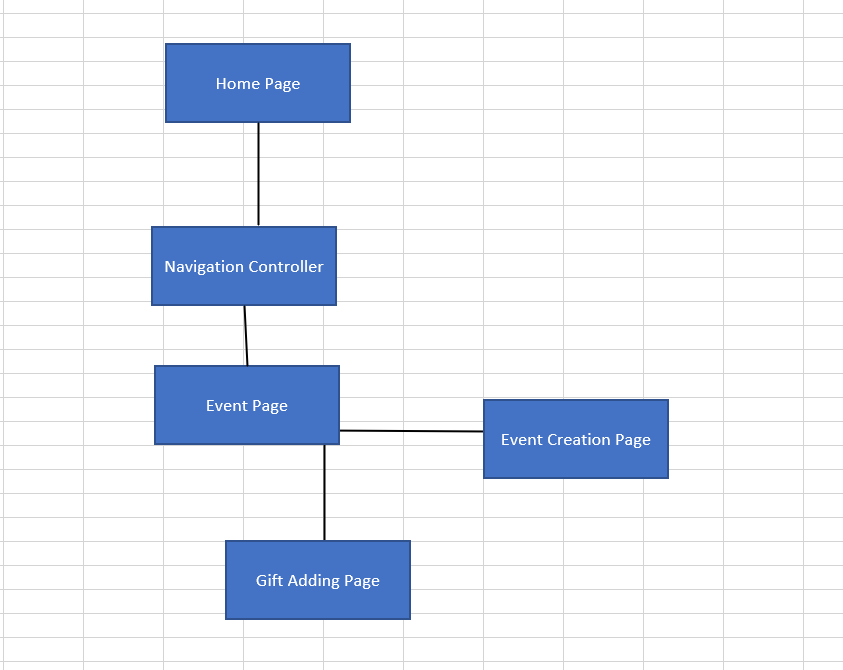 Home Page
Navigation Controller
Event Page
Event Creation Page
Gift Adding Page